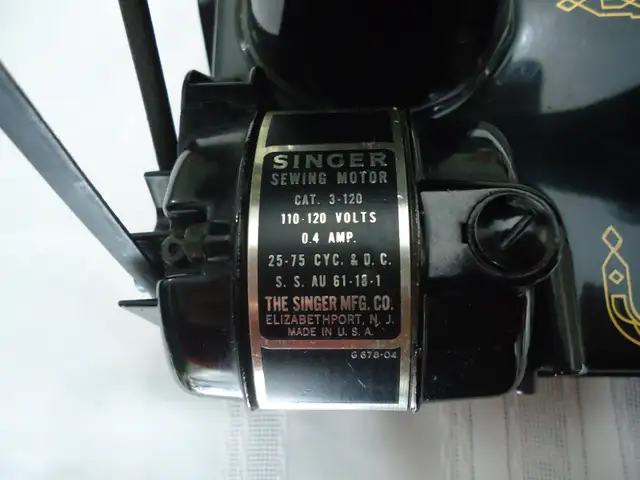 SINGER
SEWING MOTOR
CAT. 3-120
110-120 VOLTS
0.4 AMP.
25-75 CYC. & D. C.
S. S. AU 61-18-1
THE SINGER MFG. CO.
ELIZABETHPORT, N. J.
MADE IN U. S. A.
G 678-04